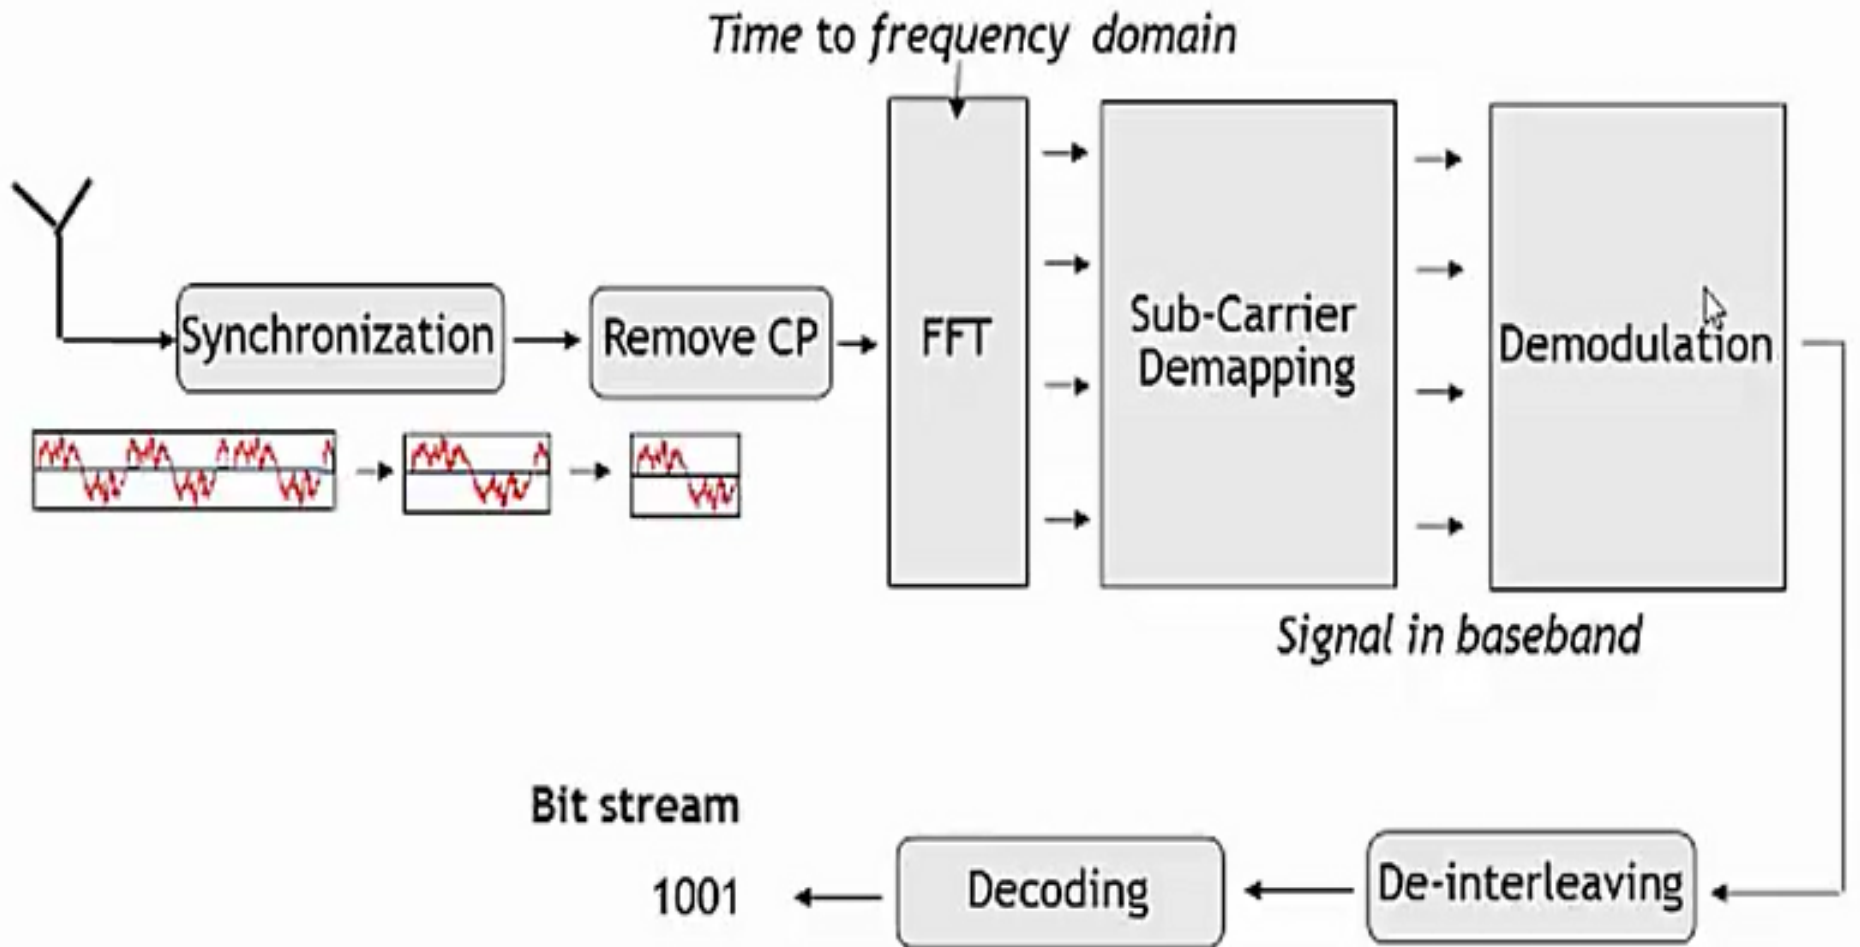 Time to frequency domain
Synchronization
Remove CP
FFT
Sub-Carrier
Demapping
Demodulation
Signal in baseband
Bit stream
1001
Decoding
De-interleaving